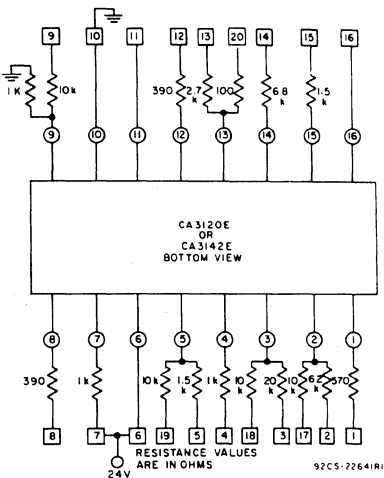 9 10 11 12 13 20 14 15 16
1K 10k 390 2.7 k 100 6.8 k 1.5 k
9 10 11 12 13 14 15 16
CA3120E
OR
CA3142E
BOTTOM VIEW
8 7 6 5 4 3 2 1
390 1k 10k 1.5 k 1k 10 k 20 k 10 k 62 k 570
8 7 6 19 5 4 18 3 17 2 1
RESISTANCE VALUES
ARE IN OHMS
24V
92CS-22641R1